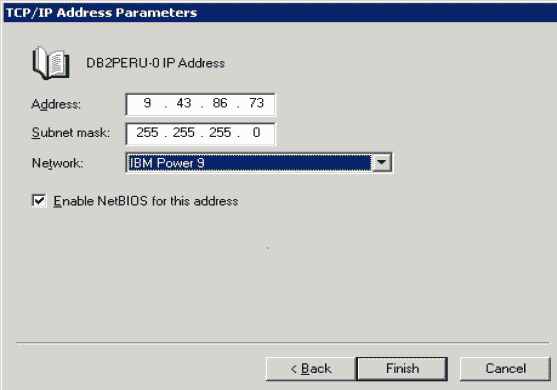 TCP/IP Address Parameters
DB2PERU-0 IP Address
Address: 9 . 43 . 86 . 73
Subnet mask: 255 . 255 . 255 . 0
Network: IBM Power 9
Enable NetBIOS for this address
< Back Finish Cancel